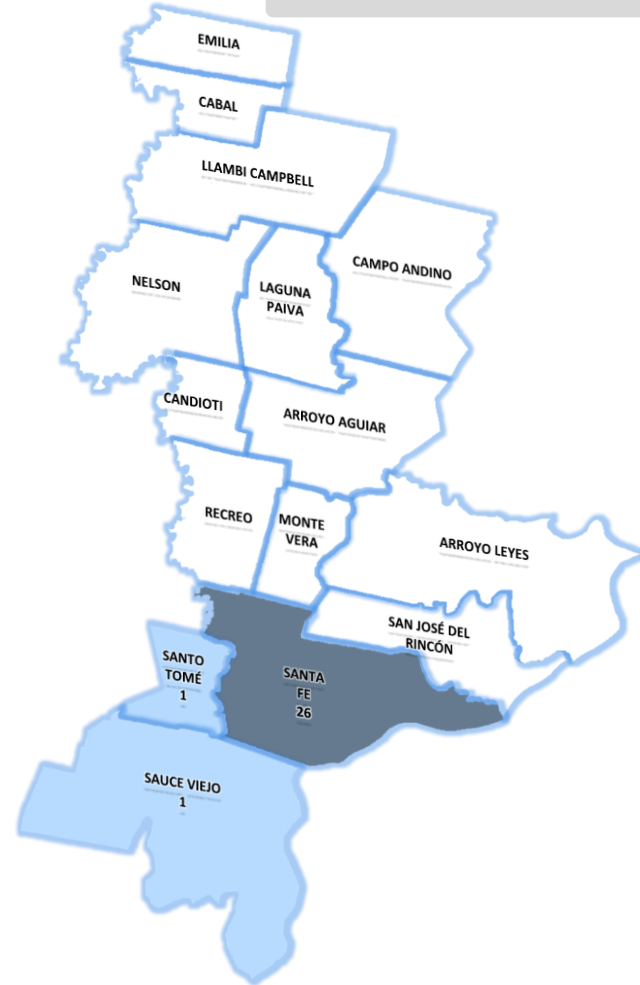 EMILIA
CABAL
LLAMBI CAMPBELL
CAMPO ANDINO
NELSON
LAGUNA
PAIVA
CANDIOTI
ARROYO AGUIAR
RECREO
MONTE
VERA
ARROYO LEYES
SAN JOSÉ DEL
RINCÓN
SANTO
TOMÉ
1
SANTA
FE
26
SAUCE VIEJO
1